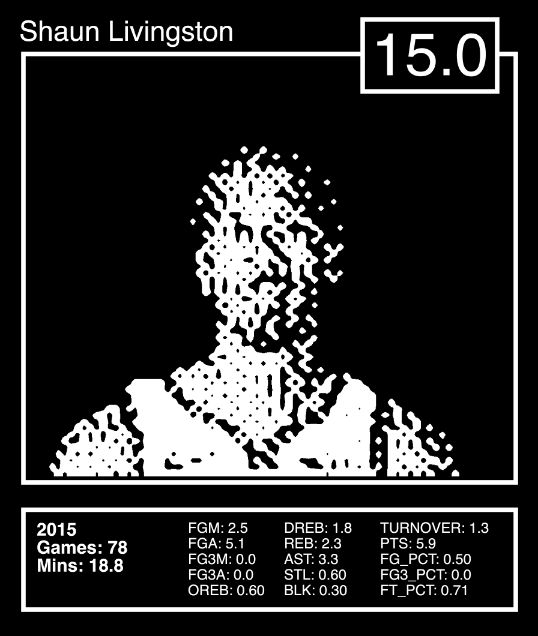 Shaun Livingston
15.0
2015
Games: 78
Mins: 18.8
FGM: 2.5
FGA: 5.1
FG3M: 0.0
FG3A: 0.0
OREB: 0.60
DREB: 1.8
REB: 2.3
AST: 3.3
STL: 0.60
BLK: 0.30
TURNOVER: 1.3
PTS: 5.9
FG_PCT: 0.50
FG3_PCT: 0.0
FT_PCT: 0.71